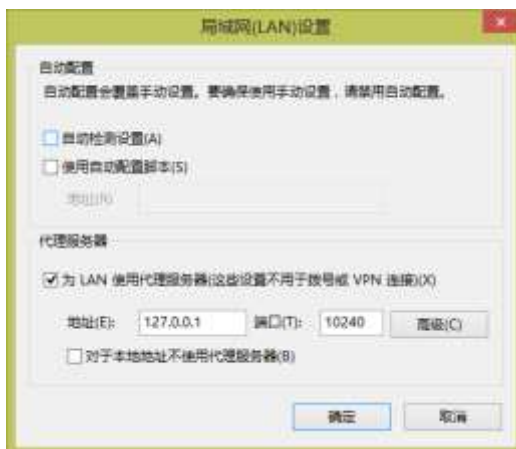 局域网(LAN)设置
自动配置
自动配置会覆盖手动设置。要确保使用手动设置，请禁用自动配置。
自动检测设置(A)
使用自动配置脚本(S)
地址(R)
代理服务器
为 LAN 使用代理服务器(这些设置不用于拨号或 VPN 连接)(X)
地址(E): 127.0.0.1 端口(T): 10240 高级(C)
对于本地地址不使用代理服务器(B)
确定 取消